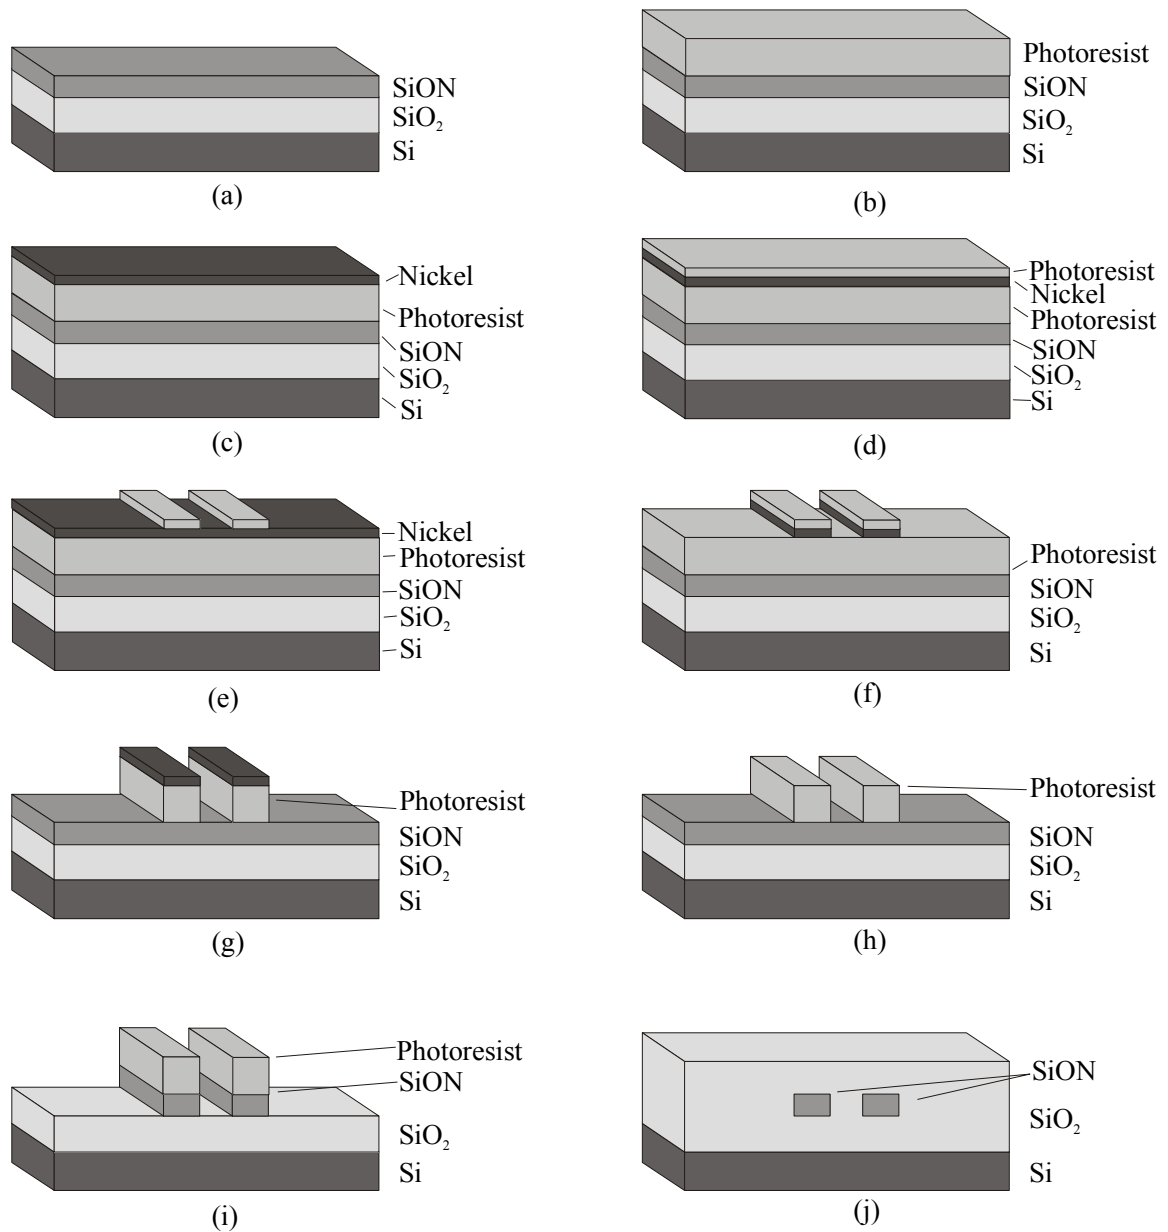 SiON
SiO₂
Si
(a)
Photoresist
SiON
SiO₂
Si
(b)
Nickel
Photoresist
SiON
SiO₂
Si
(c)
Photoresist
Nickel
Photoresist
SiON
SiO₂
Si
(d)
Nickel
Photoresist
SiON
SiO₂
Si
(e)
Photoresist
SiON
SiO₂
Si
(f)
Photoresist
SiON
SiO₂
Si
(g)
Photoresist
SiON
SiO₂
Si
(h)
Photoresist
SiON
SiO₂
Si
(i)
SiON
SiO₂
Si
(j)